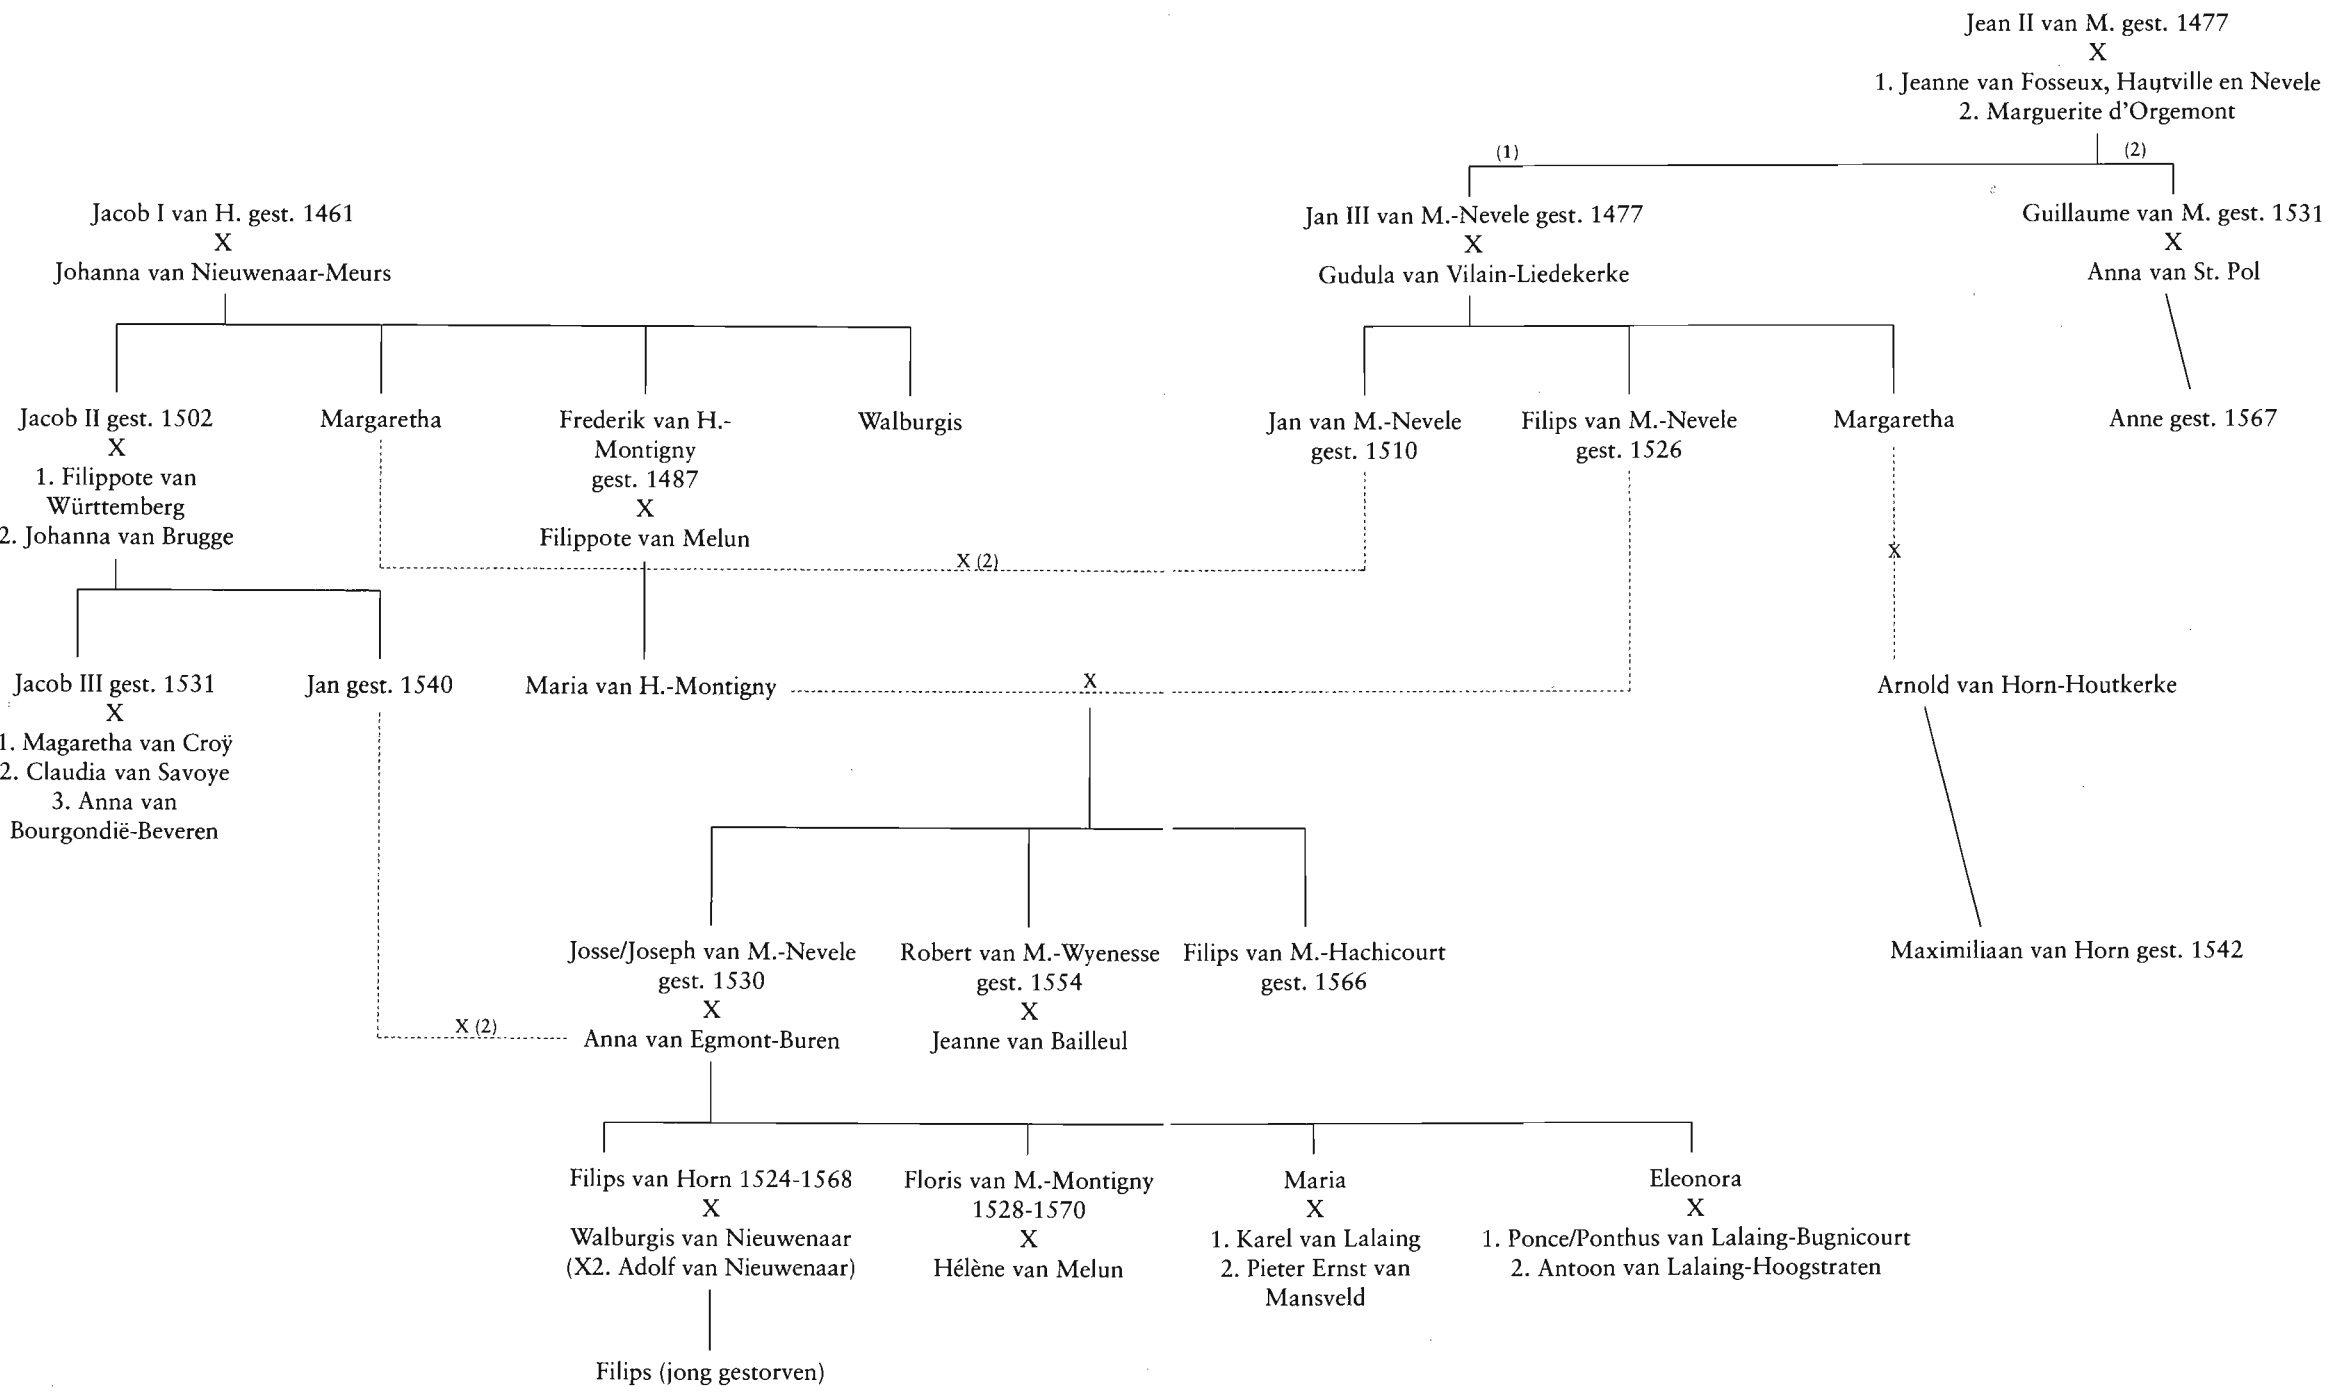 Jean II van M. gest. 1477
X
1. Jeanne van Fosseux, Hautville en Nevele
2. Marguerite d'Orgemont
(1)
(2)
Jacob I van H. gest. 1461
X
Johanna van Nieuwenaar-Meurs
Jan III van M.-Nevele gest. 1477
X
Gudula van Vilain-Liedekerke
Guillaume van M. gest. 1531
X
Anna van St. Pol
Jacob II gest. 1502
X
1. Filippote van
Württemberg
2. Johanna van Brugge
Margaretha
Frederik van H.-
Montigny
gest. 1487
X
Filippote van Melun
Walburgis
Jan van M.-Nevele
gest. 1510
Filips van M.-Nevele
gest. 1526
Margaretha
Anne gest. 1567
X (2)
X
Jacob III gest. 1531
X
1. Magaretha van Croÿ
2. Claudia van Savoye
3. Anna van
Bourgondië-Beveren
Jan gest. 1540
Maria van H.-Montigny
X
Arnold van Horn-Houtkerke
Josse/Joseph van M.-Nevele
gest. 1530
X
Anna van Egmont-Buren
X (2)
Robert van M.-Wyenesse
gest. 1554
X
Jeanne van Bailleul
Filips van M.-Hachicourt
gest. 1566
Maximiliaan van Horn gest. 1542
Filips van Horn 1524-1568
X
Walburgis van Nieuwenaar
(X2. Adolf van Nieuwenaar)
Floris van M.-Montigny
1528-1570
X
Hélène van Melun
Maria
X
1. Karel van Lalaing
2. Pieter Ernst van
Mansveld
Eleonora
X
1. Ponce/Ponthus van Lalaing-Bugnicourt
2. Antoon van Lalaing-Hoogstraten
Filips (jong gestorven)